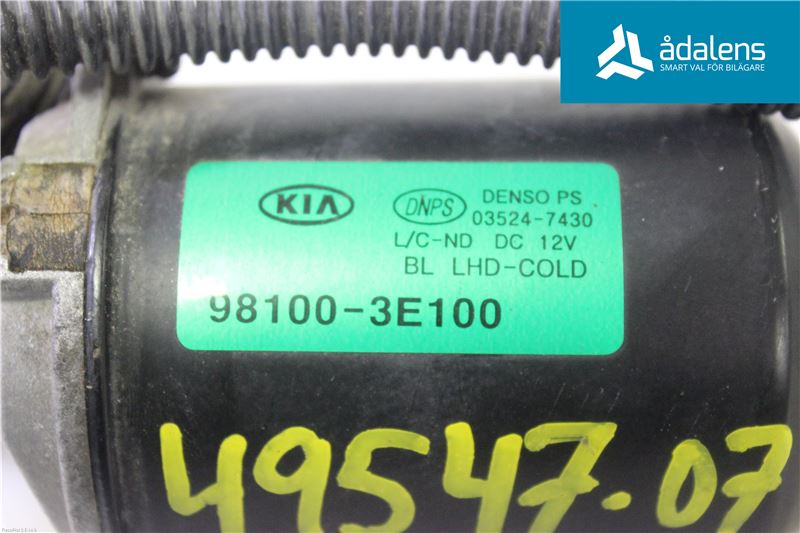 ådalens
SMART VAL FÖR BILÄGARE
KIA
DNPS
DENSO PS
03524-7430
L/C-ND DC 12V
BL LHD-COLD
98100-3E100
49547-07